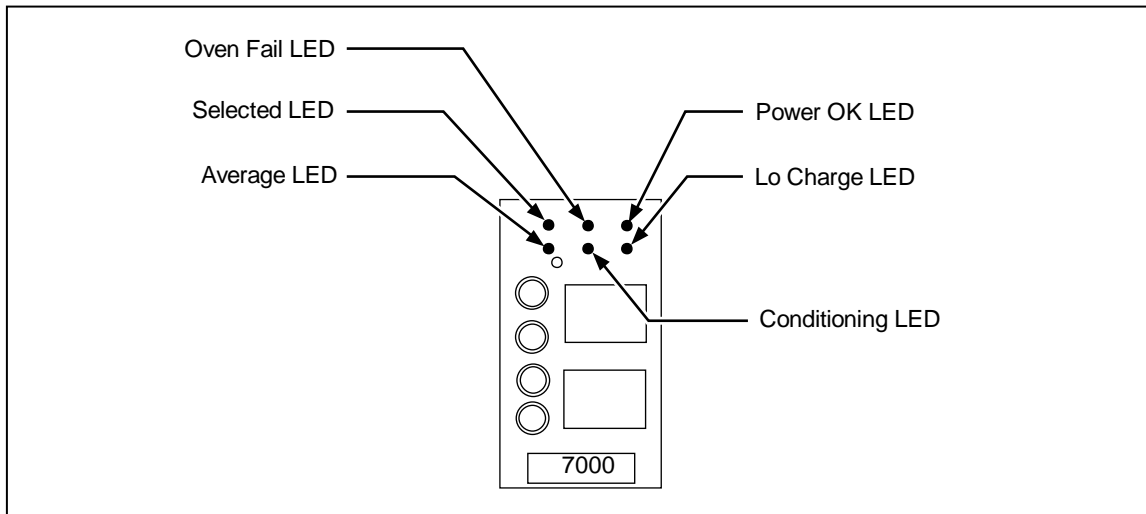 Oven Fail LED
Selected LED
Average LED
Power OK LED
Lo Charge LED
Conditioning LED
7000